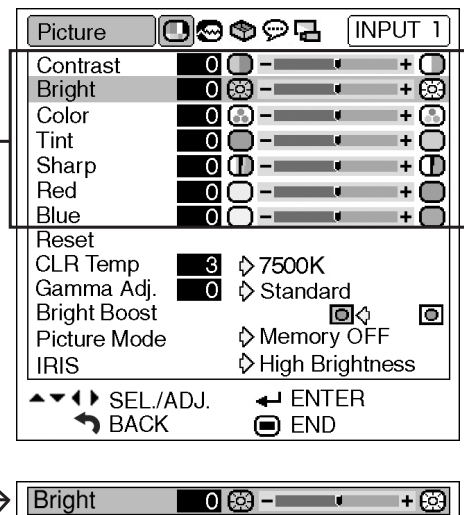 Picture INPUT 1
Contrast 0 − +
Bright 0 − +
Color 0 − +
Tint 0 − +
Sharp 0 − +
Red 0 − +
Blue 0 − +
Reset
CLR Temp 3 7500K
Gamma Adj. 0 Standard
Bright Boost
Picture Mode Memory OFF
IRIS High Brightness
SEL./ADJ. ENTER
BACK END
Bright 0 − +